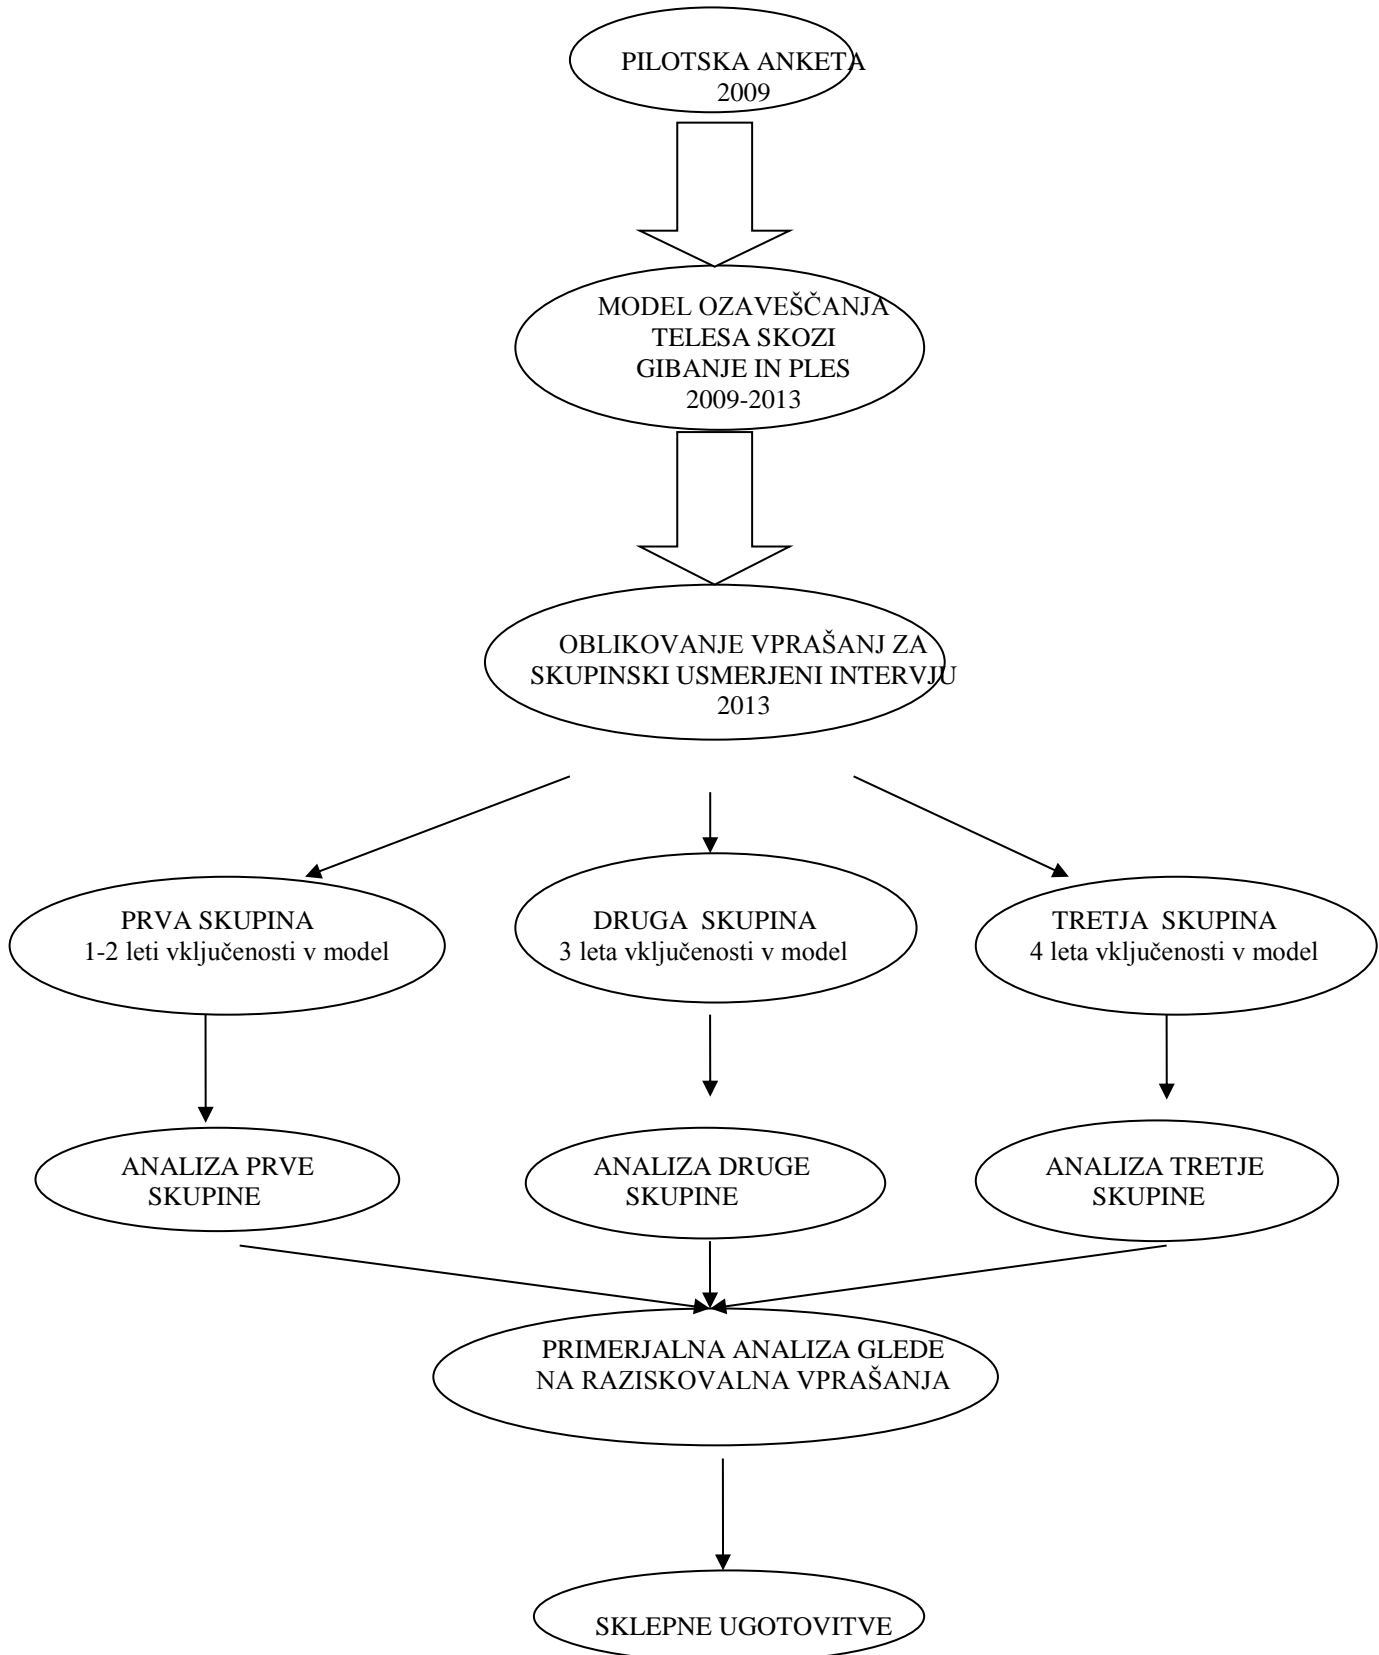 PILOTSKA ANKETA
2009
MODEL OZAVEŠČANJA
TELESA SKOZI
GIBANJE IN PLES
2009-2013
OBLIKOVANJE VPRAŠANJ ZA
SKUPINSKI USMERJENI INTERVJU
2013
PRVA SKUPINA
1-2 leti vključenosti v model
DRUGA SKUPINA
3 leta vključenosti v model
TRETJA SKUPINA
4 leta vključenosti v model
ANALIZA PRVE
SKUPINE
ANALIZA DRUGE
SKUPINE
ANALIZA TRETJE
SKUPINE
PRIMERJALNA ANALIZA GLEDE
NA RAZISKOVALNA VPRAŠANJA
SKLEPNE UGOTOVITVE